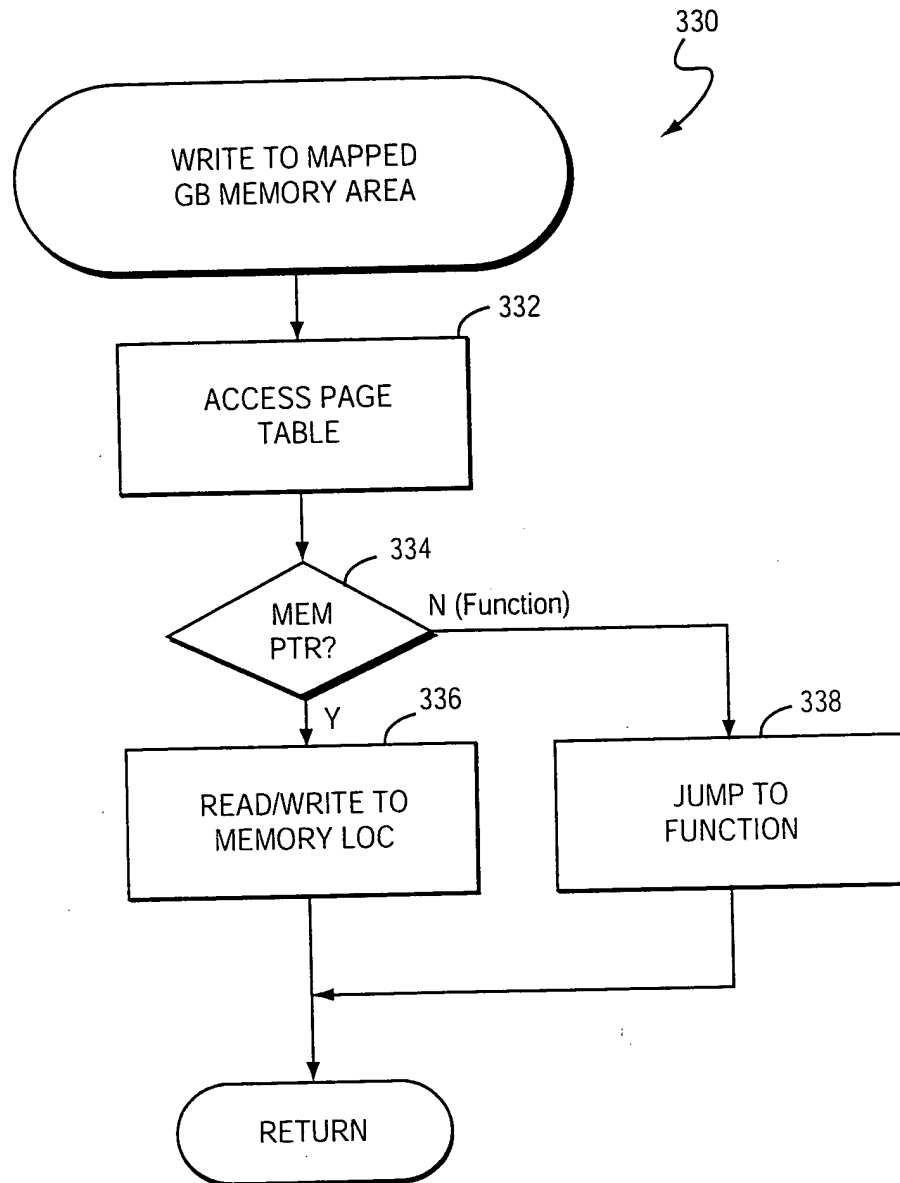 330
WRITE TO MAPPED
GB MEMORY AREA
332
ACCESS PAGE
TABLE
334
MEM
PTR?
N (Function)
Y
336
READ/WRITE TO
MEMORY LOC
338
JUMP TO
FUNCTION
RETURN